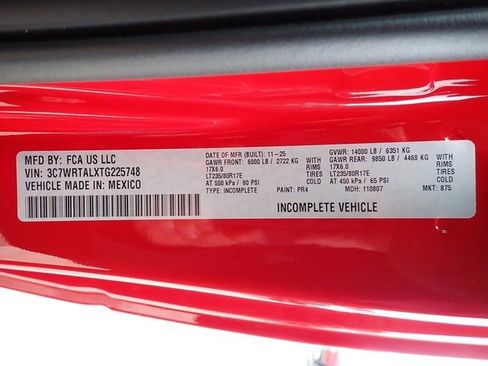 MFD BY: FCA US LLC
VIN: 3C7WRTALXTG225748
VEHICLE MADE IN: MEXICO
DATE OF MFR (BUILT): 11-25
GAWR FRONT: 6000 LB / 2722 KG WITH
17X6.0 RIMS
LT235/80R17E TIRES
AT 550 kPa / 80 PSI COLD
TYPE: INCOMPLETE PAINT: PR4
GVWR: 14000 LB / 6351 KG
GAWR REAR: 9850 LB / 4468 KG WITH
17X6.0 RIMS
LT235/80R17E TIRES
AT 450 kPa / 65 PSI COLD
MDH: 110807 MKT: 875
INCOMPLETE VEHICLE